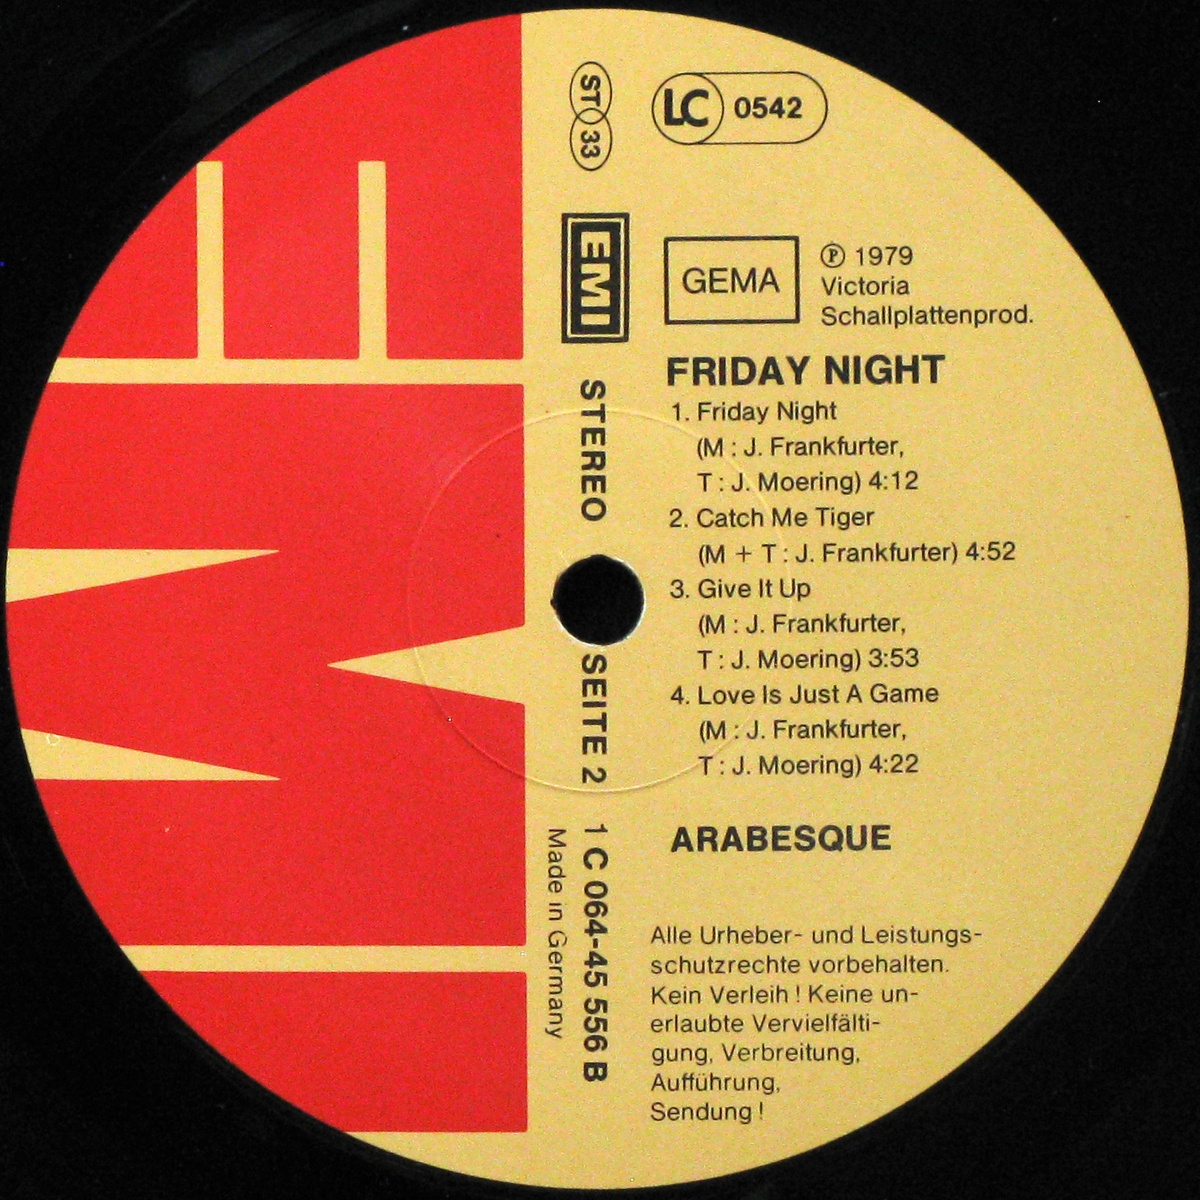 ST 33
LC 0542
EMI
GEMA
℗ 1979
Victoria
Schallplattenprod.
STEREO
SEITE 2
1 C 064-45 556 B
Made in Germany
FRIDAY NIGHT
1. Friday Night
(M : J. Frankfurter,
T : J. Moering) 4:12
2. Catch Me Tiger
(M + T : J. Frankfurter) 4:52
3. Give It Up
(M : J. Frankfurter,
T : J. Moering) 3:53
4. Love Is Just A Game
(M : J. Frankfurter,
T : J. Moering) 4:22
ARABESQUE
Alle Urheber- und Leistungs-
schutzrechte vorbehalten.
Kein Verleih ! Keine un-
erlaubte Vervielfälti-
gung, Verbreitung,
Aufführung,
Sendung !
EMI